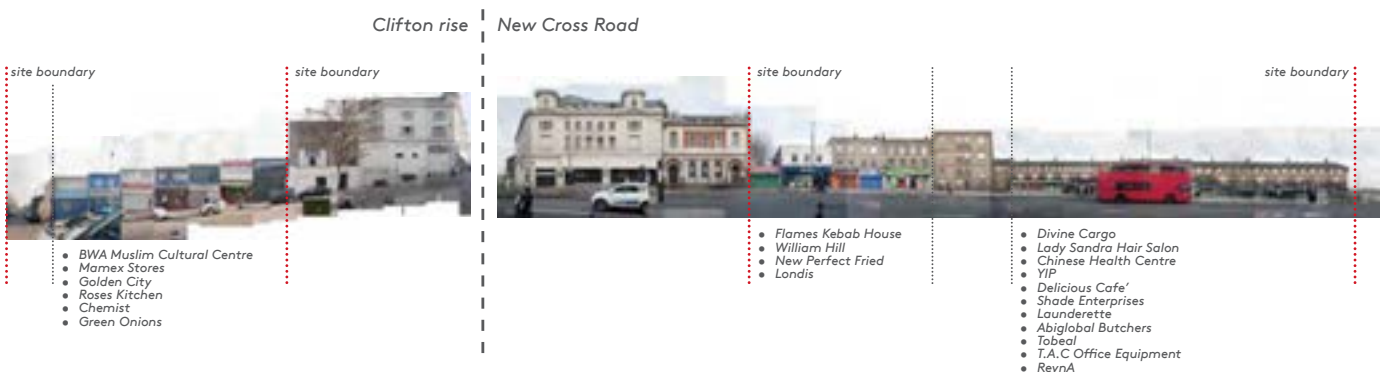 Clifton rise
New Cross Road
site boundary
site boundary
site boundary
site boundary
• BWA Muslim Cultural Centre
• Mamex Stores
• Golden City
• Roses Kitchen
• Chemist
• Green Onions
• Flames Kebab House
• William Hill
• New Perfect Fried
• Londis
• Divine Cargo
• Lady Sandra Hair Salon
• Chinese Health Centre
• YIP
• Delicious Cafe’
• Shade Enterprises
• Launderette
• Abiglobal Butchers
• Tobeal
• T.A.C Office Equipment
• RevnA